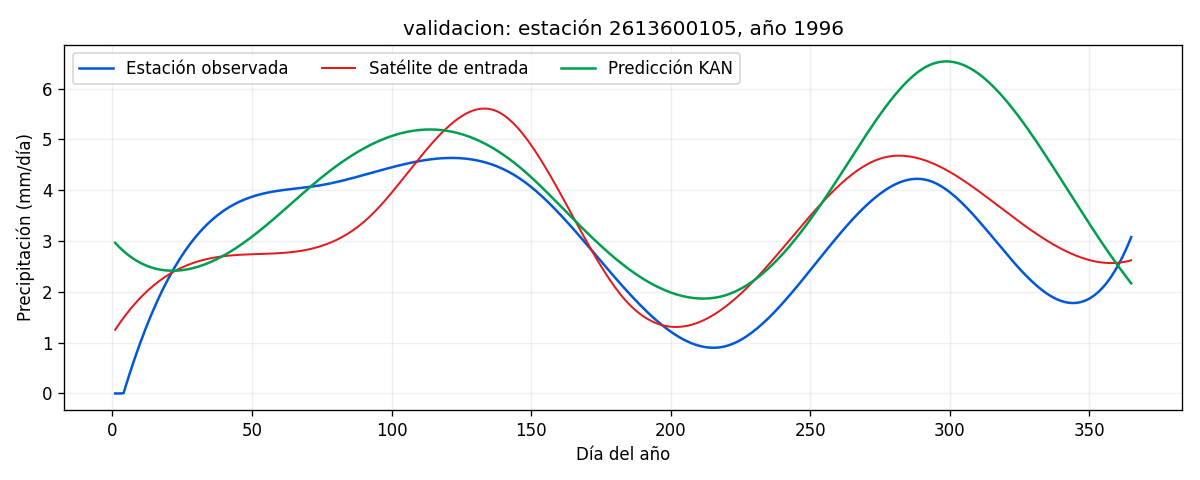 validacion: estación 2613600105, año 1996
Estación observada
Satélite de entrada
Predicción KAN
Precipitación (mm/día)
6
5
4
3
2
1
0
0
50
100
150
200
250
300
350
Día del año